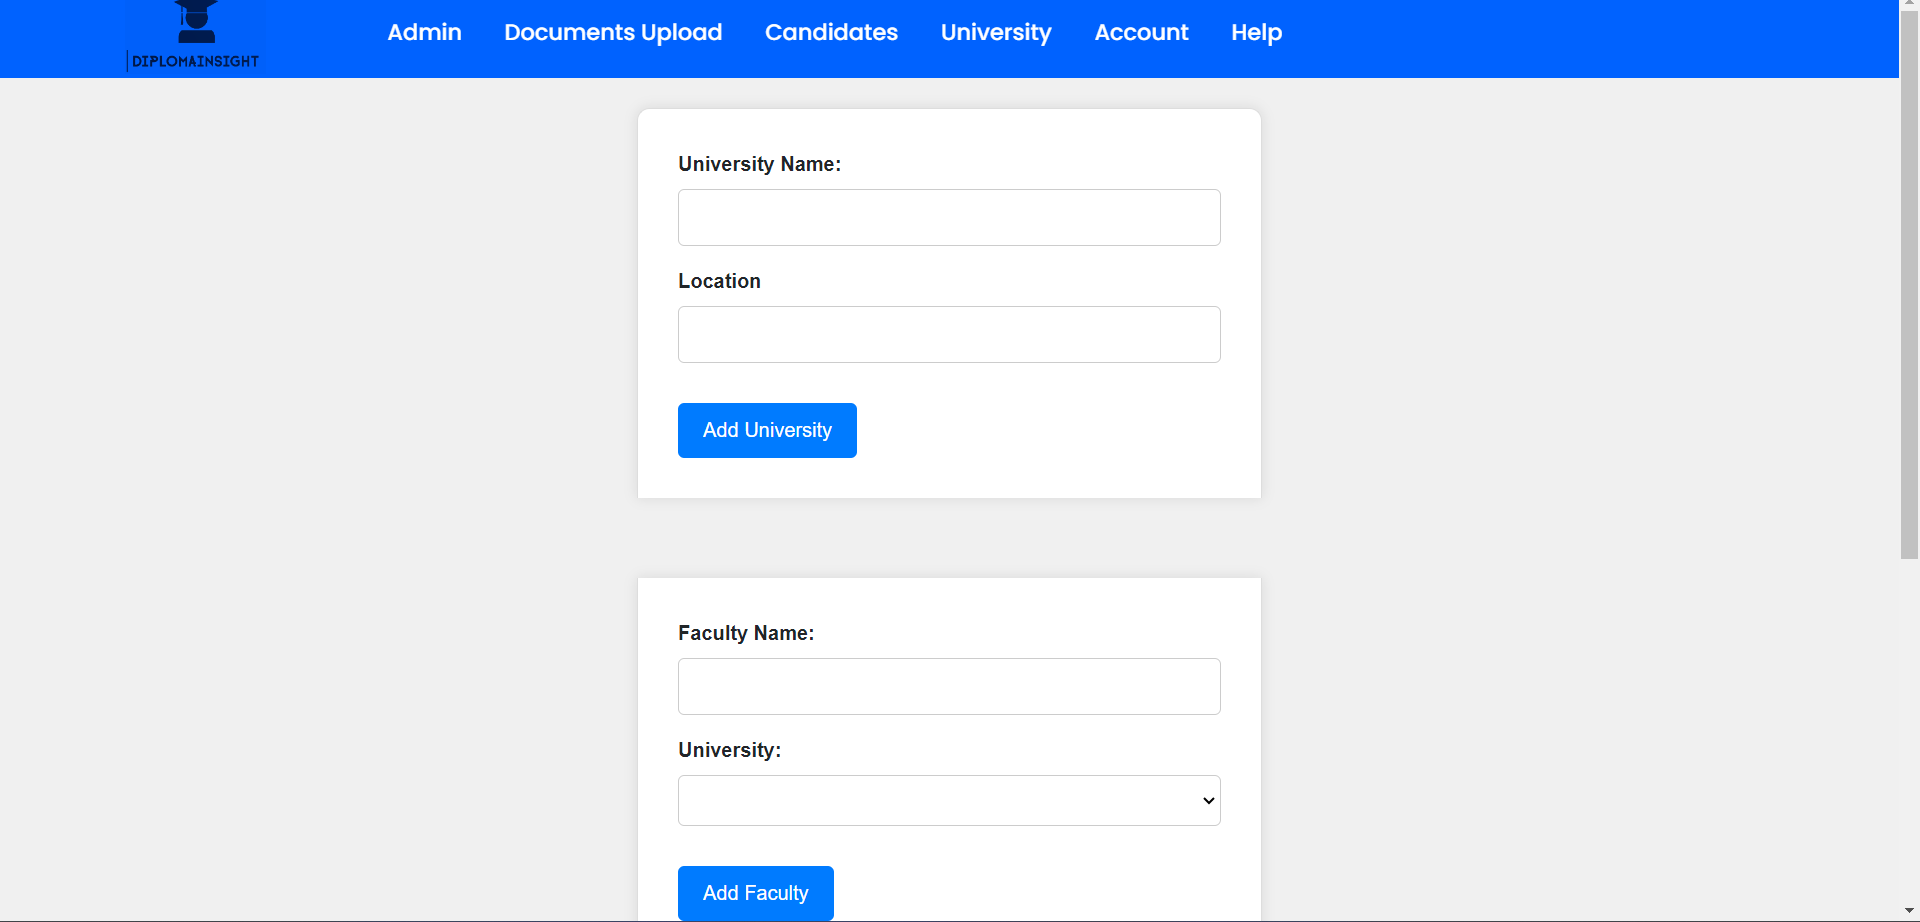 DIPLOMAINSIGHT
Admin Documents Upload Candidates University Account Help
University Name:
Location
Add University
Faculty Name:
University:
Add Faculty